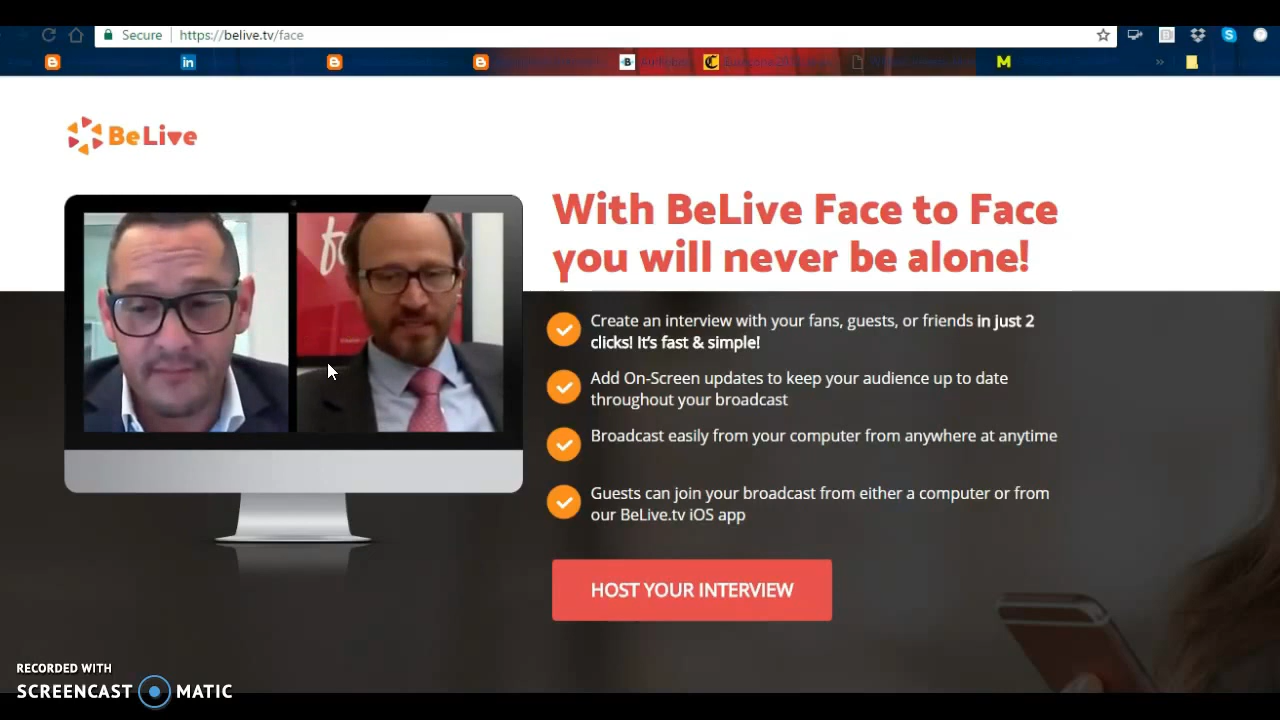 Secure
https://belive.tv/face
BeLive
With BeLive Face to Face
you will never be alone!
Create an interview with your fans, guests, or friends in just 2
clicks! It's fast & simple!
Add On-Screen updates to keep your audience up to date
throughout your broadcast
Broadcast easily from your computer from anywhere at anytime
Guests can join your broadcast from either a computer or from
our BeLive.tv iOS app
HOST YOUR INTERVIEW
RECORDED WITH
SCREENCAST MATIC